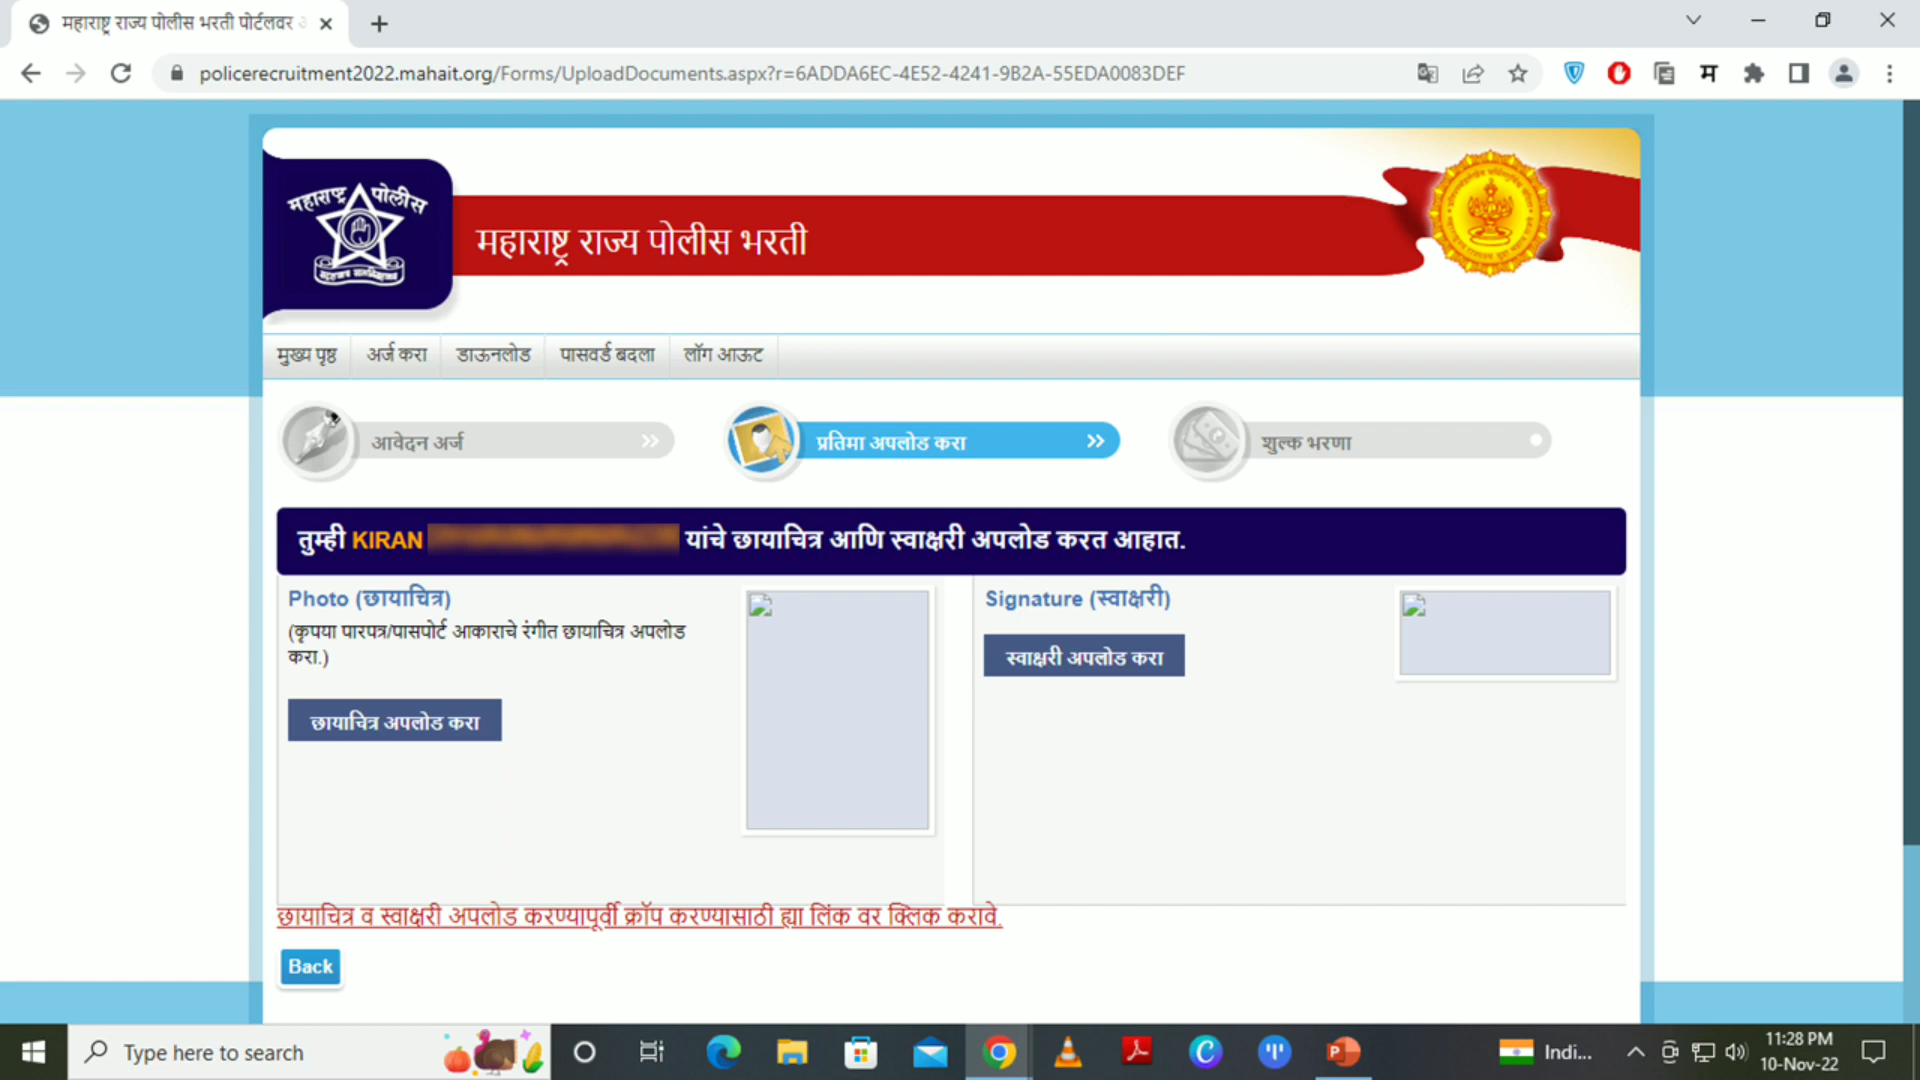 महाराष्ट्र राज्य पोलीस भरती पोर्टलवर
policerecruitment2022.mahait.org/Forms/UploadDocuments.aspx?r=6ADDA6EC-4E52-4241-9B2A-55EDA0083DEF
महाराष्ट्र पोलीस
महाराष्ट्र राज्य पोलीस भरती
मुख्य पृष्ठ अर्ज करा डाऊनलोड पासवर्ड बदला लॉग आऊट
आवेदन अर्ज प्रतिमा अपलोड करा शुल्क भरणा
तुम्ही KIRAN यांचे छायाचित्र आणि स्वाक्षरी अपलोड करत आहात.
Photo (छायाचित्र)
(कृपया पारपत्र/पासपोर्ट आकाराचे रंगीत छायाचित्र अपलोड
करा.)
छायाचित्र अपलोड करा
Signature (स्वाक्षरी)
स्वाक्षरी अपलोड करा
छायाचित्र व स्वाक्षरी अपलोड करण्यापूर्वी क्रॉप करण्यासाठी ह्या लिंक वर क्लिक करावे.
Back
Type here to search
Indi...
11:28 PM
10-Nov-22